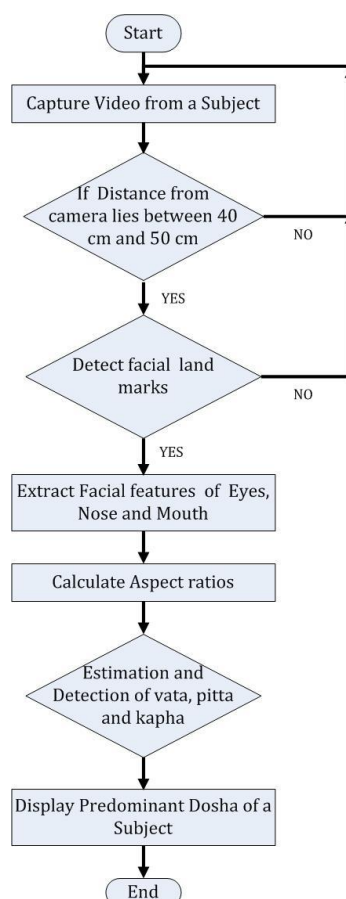 Start
Capture Video from a Subject
If Distance from
camera lies between 40
cm and 50 cm
NO
YES
Detect facial land
marks
NO
YES
Extract Facial features of Eyes,
Nose and Mouth
Calculate Aspect ratios
Estimation and
Detection of vata, pitta
and kapha
Display Predominant Dosha of a
Subject
End